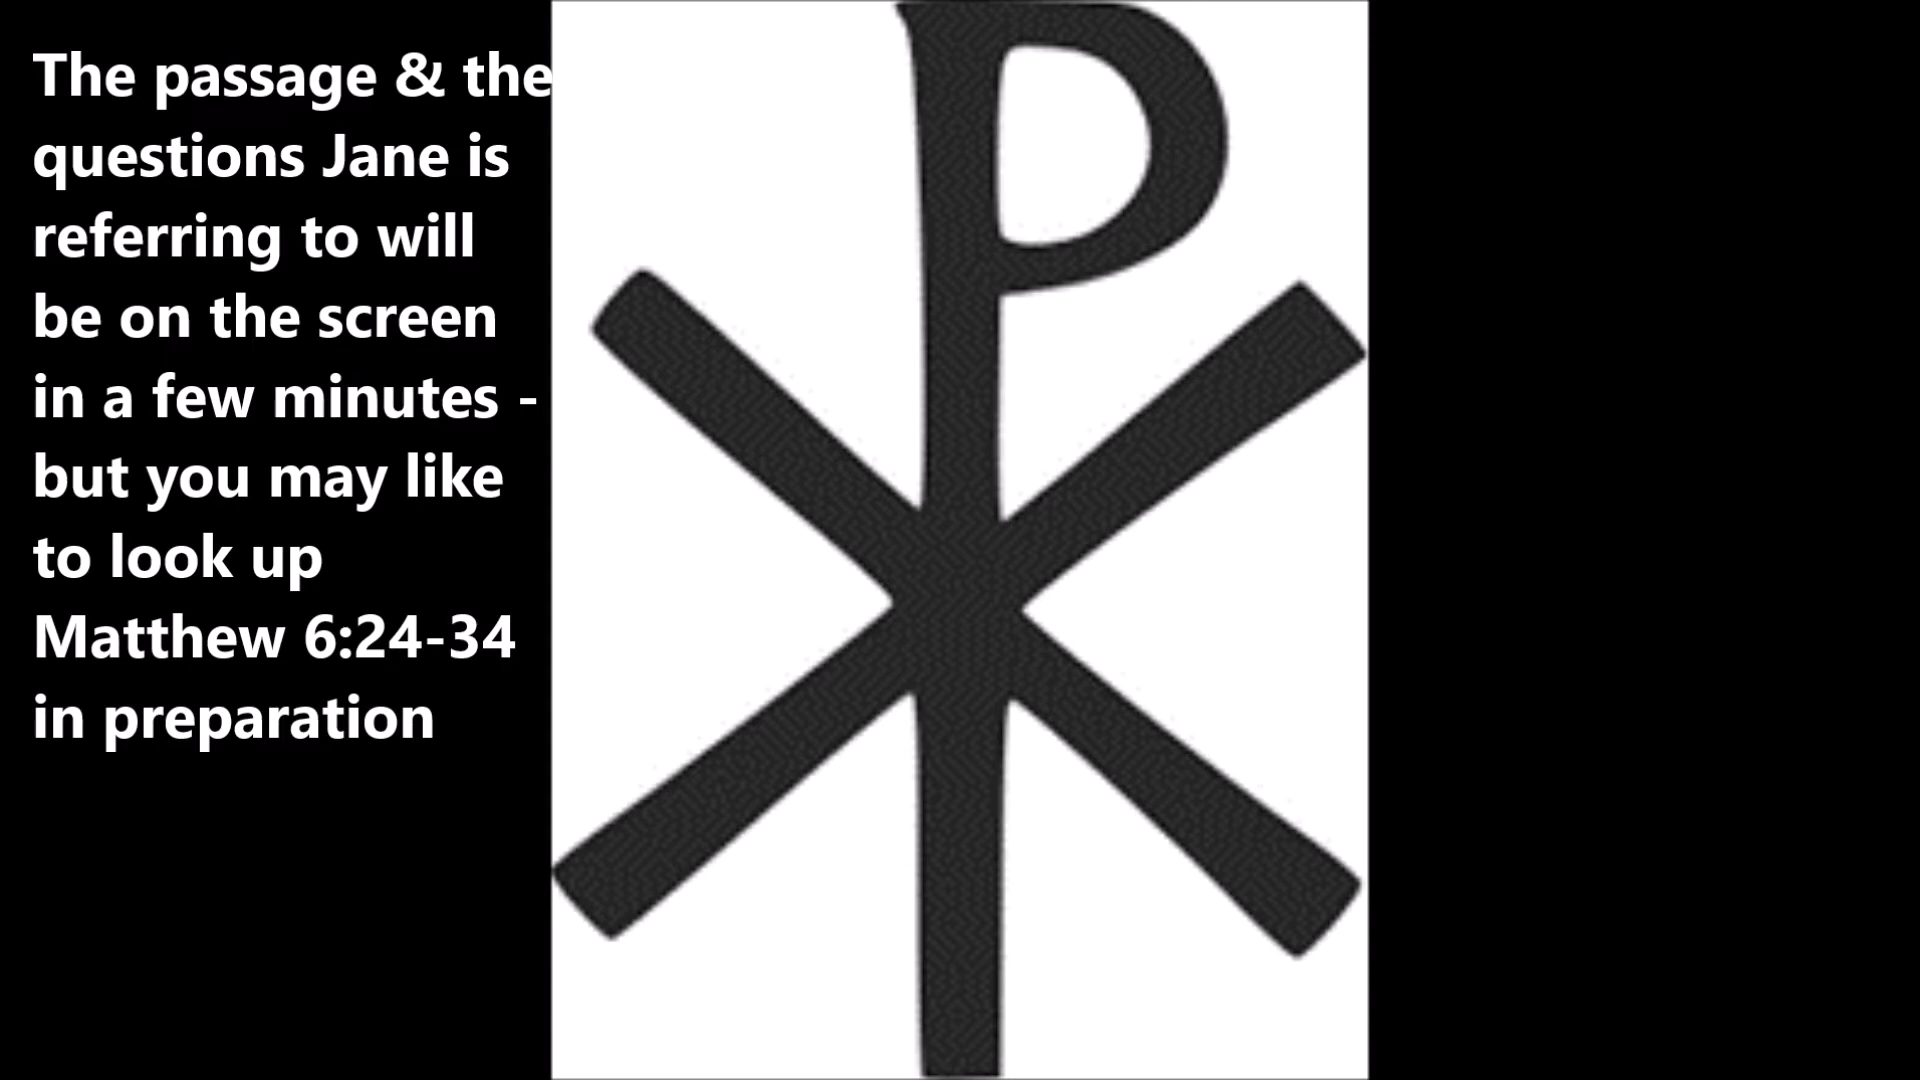 The passage & the
questions Jane is
referring to will
be on the screen
in a few minutes -
but you may like
to look up
Matthew 6:24-34
in preparation